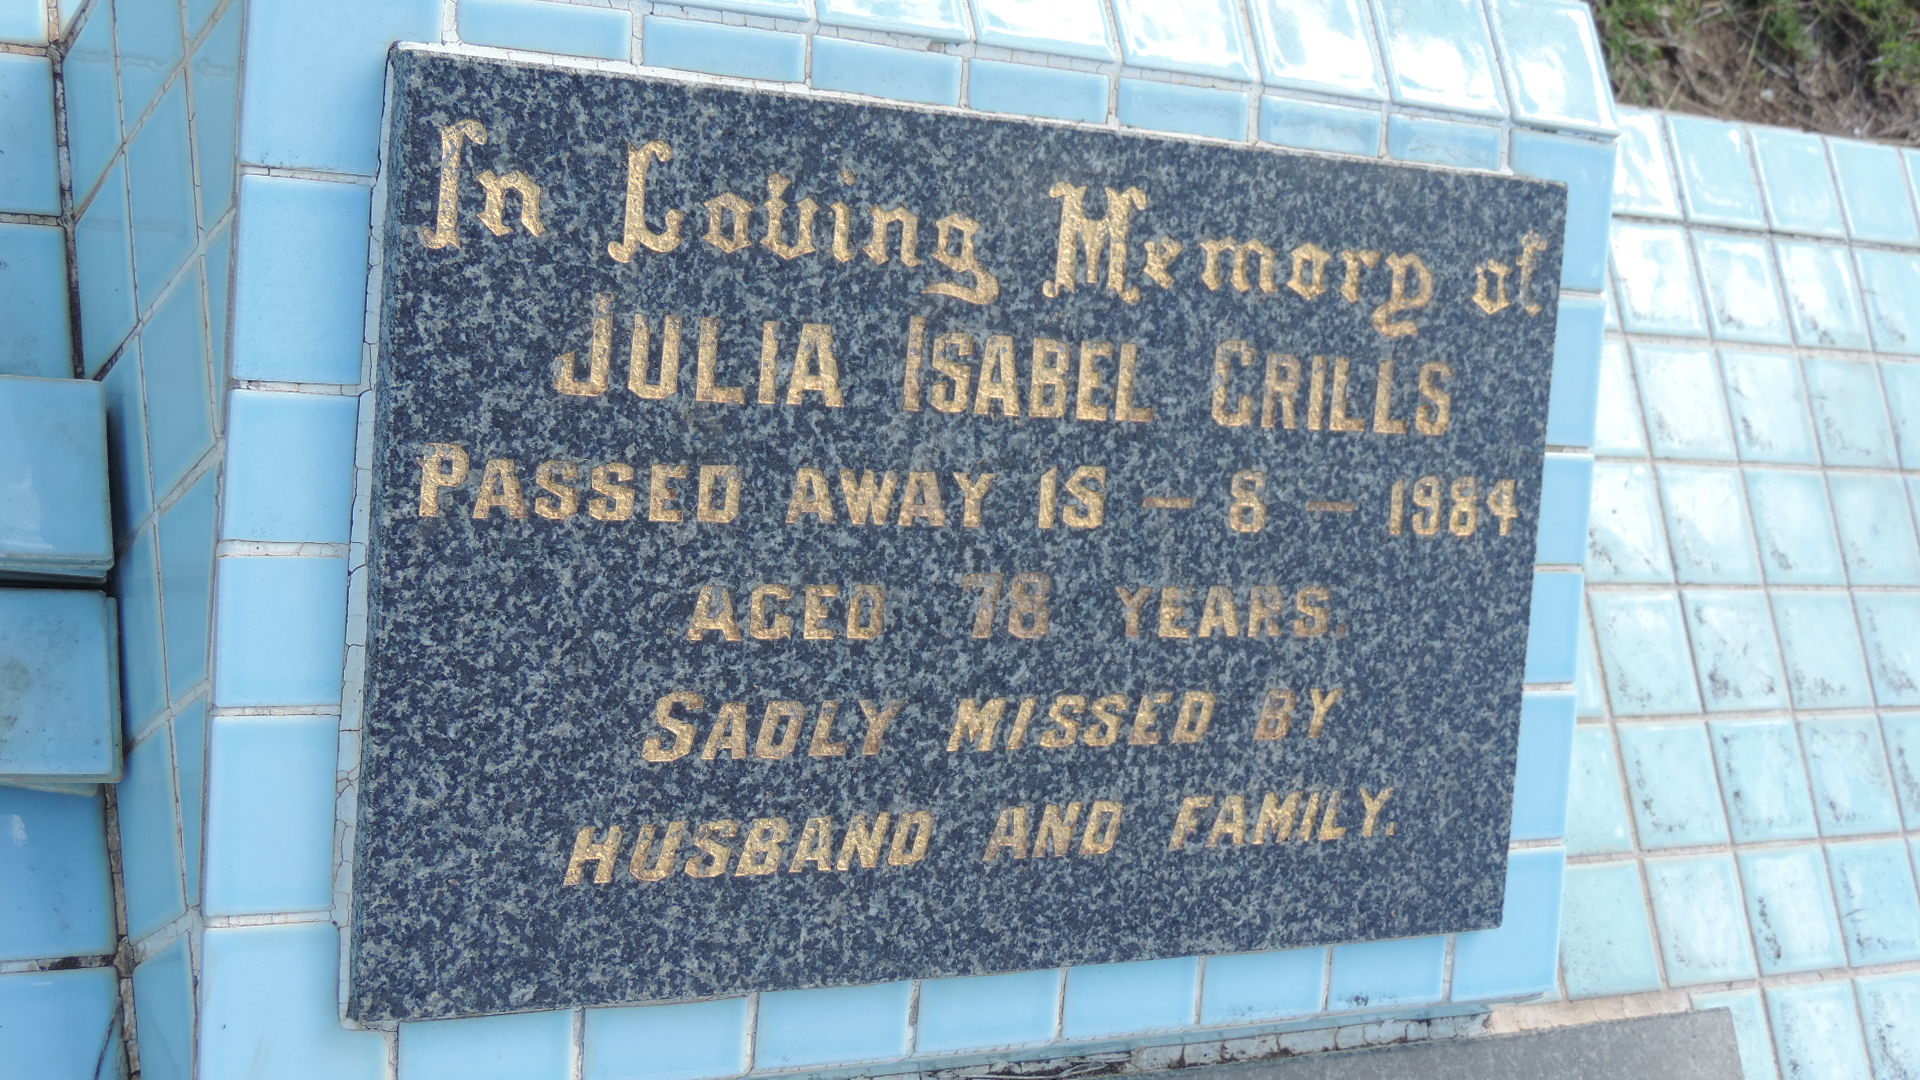 In Loving Memory of
JULIA ISABEL CRILLS
PASSED AWAY 15 - 8 - 1984
AGED 78 YEARS.
SADLY MISSED BY
HUSBAND AND FAMILY.